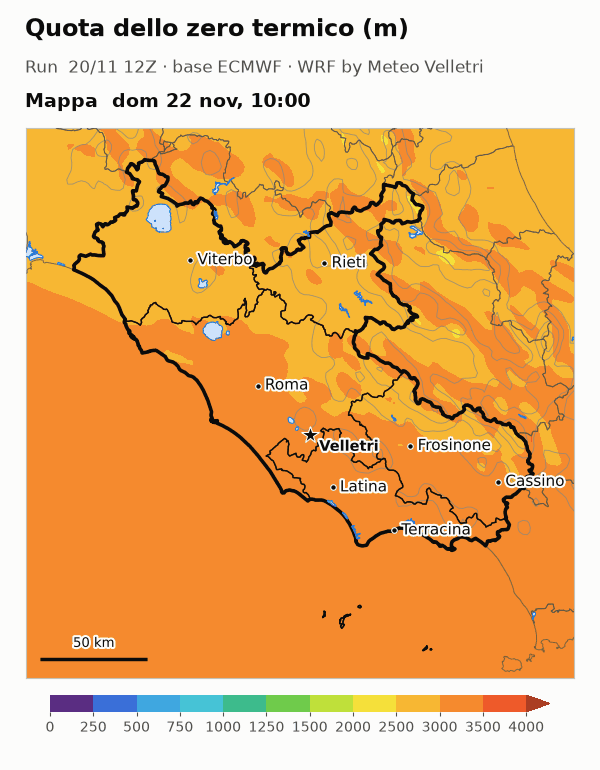 Quota dello zero termico (m)
Run  20/11 12Z · base ECMWF · WRF by Meteo Velletri
Mappa  dom 22 nov, 10:00
Viterbo
Rieti
Roma
Velletri
Frosinone
Latina
Cassino
Terracina
50 km
0 250 500 750 1000 1250 1500 2000 2500 3000 3500 4000